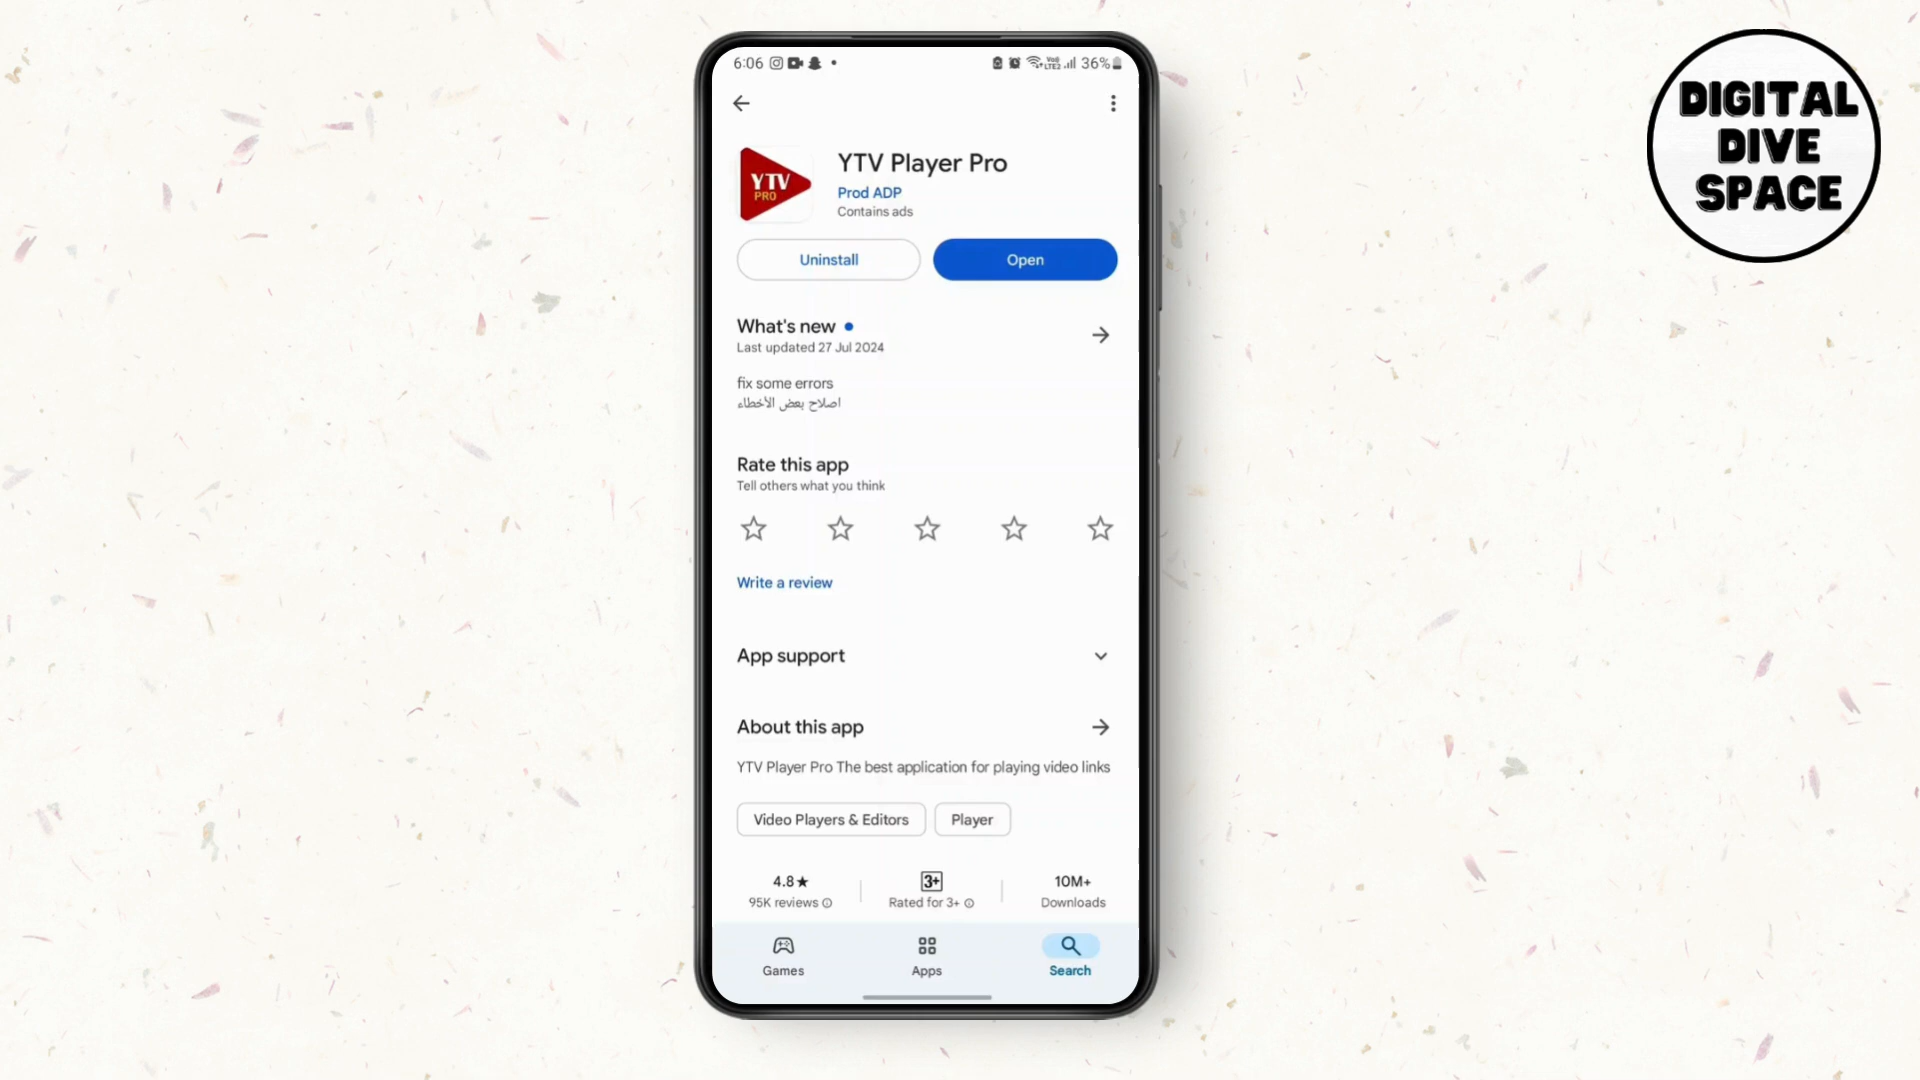 6:06
Vo)
LTE2
36%
YTV Player Pro
YTV
PRO
Prod ADP
Contains ads
Uninstall
Open
What's new
Last updated 27 Jul 2024
fix some errors
اصلاح بعض الأخطاء
Rate this app
Tell others what you think
Write a review
App support
About this app
YTV Player Pro The best application for playing video links
Video Players & Editors
Player
4.8★
3+
10M+
95K reviews
Rated for 3+
Downloads
Games
Apps
Search
DIGITAL
DIVE
SPACE